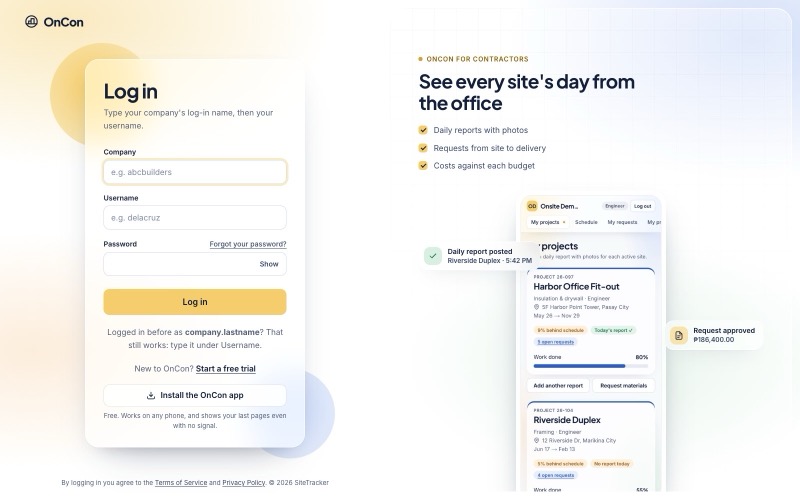 OnCon
Log in
Type your company's log-in name, then your
username.
Company
e.g. abcbuilders
Username
e.g. delacruz
Password
Forgot your password?
Show
Log in
Logged in before as company.lastname? That
still works: type it under Username.
New to OnCon? Start a free trial
Install the OnCon app
Free. Works on any phone, and shows your last pages even
with no signal.
By logging in you agree to the Terms of Service and Privacy Policy. © 2026 SiteTracker
ONCON FOR CONTRACTORS
See every site's day from
the office
Daily reports with photos
Requests from site to delivery
Costs against each budget
OD
Onsite Dem...
Engineer
Log out
My projects
Schedule
My requests
My pr
projects
daily report with photos for each active site.
Daily report posted
Riverside Duplex · 5:42 PM
PROJECT 26-097
Harbor Office Fit-out
Insulation & drywall · Engineer
5F Harbor Point Tower, Pasay City
May 26 → Nov 29
9% behind schedule
Today's report ✓
5 open requests
Work done
80%
Request approved
₱186,400.00
Add another report
Request materials
PROJECT 26-104
Riverside Duplex
Framing · Engineer
12 Riverside Dr, Marikina City
Jun 17 → Feb 13
5% behind schedule
No report today
4 open requests
Work done
55%